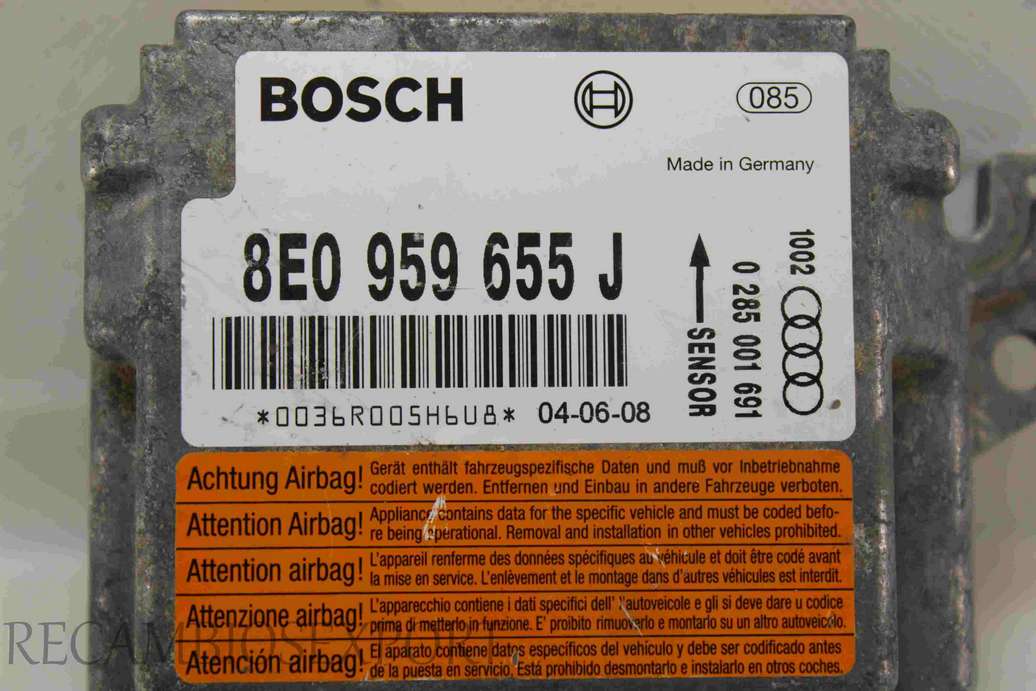 BOSCH
085
Made in Germany
8E0 959 655 J
SENSOR
0 285 001 691
1002
*0036R005H6U8* 04-06-08
Achtung Airbag! Gerät enthält fahrzeugspezifische Daten und muß vor Inbetriebnahme
codiert werden. Entfernen und Einbau in andere Fahrzeuge verboten.
Attention Airbag! Appliance contains data for the specific vehicle and must be coded befo-
re being operational. Removal and installation in other vehicles prohibited.
Attention airbag! L'appareil renferme des données spécifiques au véhicule et doit être codé avant
la mise en service. L'enlèvement et le montage dans d'autres véhicules est interdit.
Attenzione airbag! L'apparecchio contiene i dati specifici dell' l'autoveicole e gli si deve dare u codice
prima di metterlo in funzione. E' proibito rimuoverlo e montarlo su un altro autoveicolo.
Atención airbag! El aparato contiene datos específicos del vehículo y debe ser codificado antes
de la puesta en servicio. Está prohibido desmontarlo e instalarlo en otros coches.
RECAMBIOSEXPORT